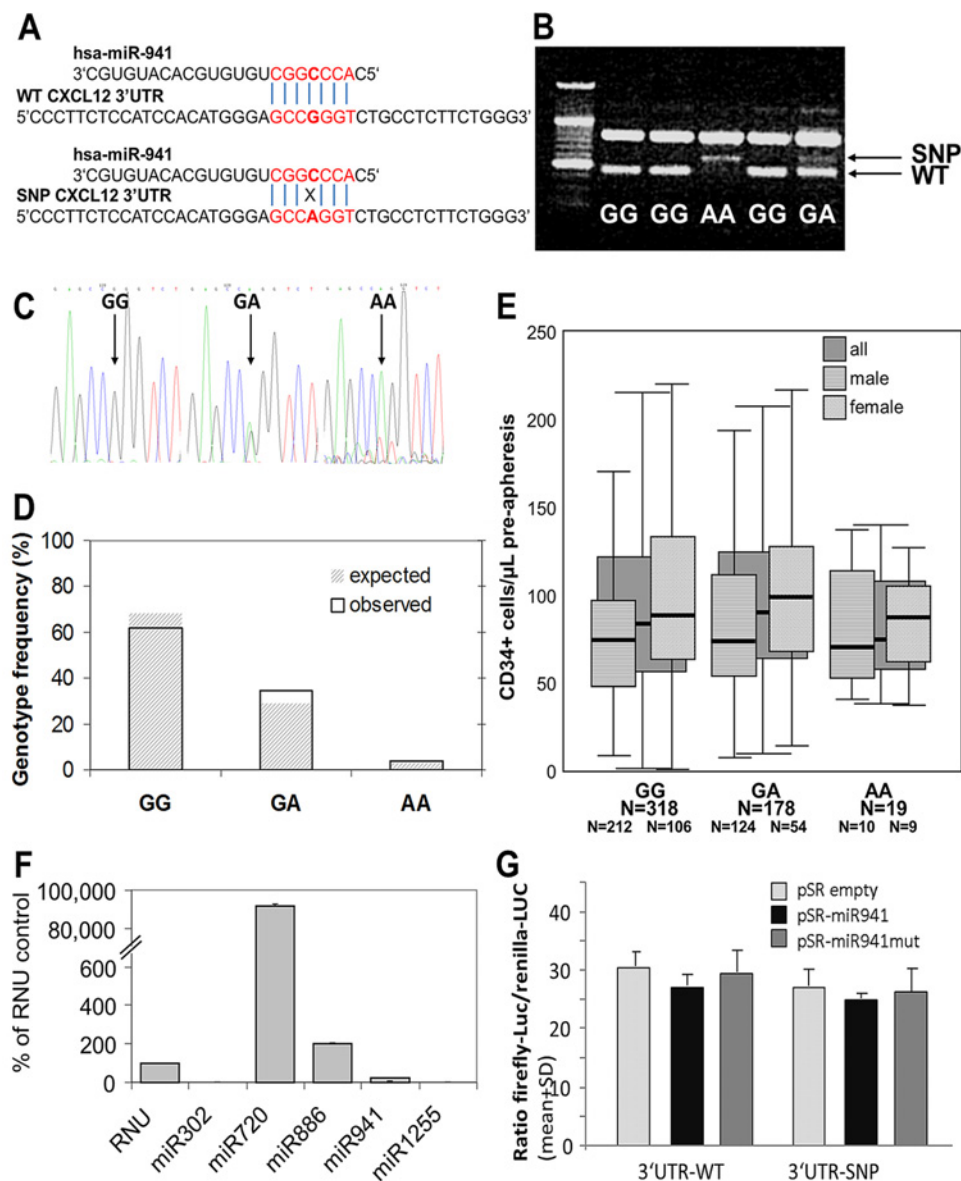 A
hsa-miR-941
3'CGUGUACACGUGUGUCGGCCCAC5'
WT CXCL12 3'UTR
5'CCCTTCTCCATCCACATGGGAGCCGGGTCTGCCTCTTCTGGG3'
hsa-miR-941
3'CGUGUACACGUGUGUCGGCCCAC5'
SNP CXCL12 3'UTR
X
5'CCCTTCTCCATCCACATGGGAGCCAGGTCTGCCTCTTCTGGG3'
B
SNP
WT
GG GG AA GG GA
C
GG GA AA
D
Genotype frequency (%)
100
80
60
40
20
0
expected
observed
GG GA AA
E
CD34+ cells/µL pre-apheresis
250
200
150
100
50
0
all
male
female
GG GA AA
N=318 N=178 N=19
N=212 N=106 N=124 N=54 N=10 N=9
F
% of RNU control
100,000
80,000
600
400
200
0
RNU
miR302
miR720
miR886
miR941
miR1255
G
Ratio firefly-Luc/renilla-LUC
(mean+SD)
40
30
20
10
0
pSR empty
pSR-miR941
pSR-miR941mut
3'UTR-WT 3'UTR-SNP